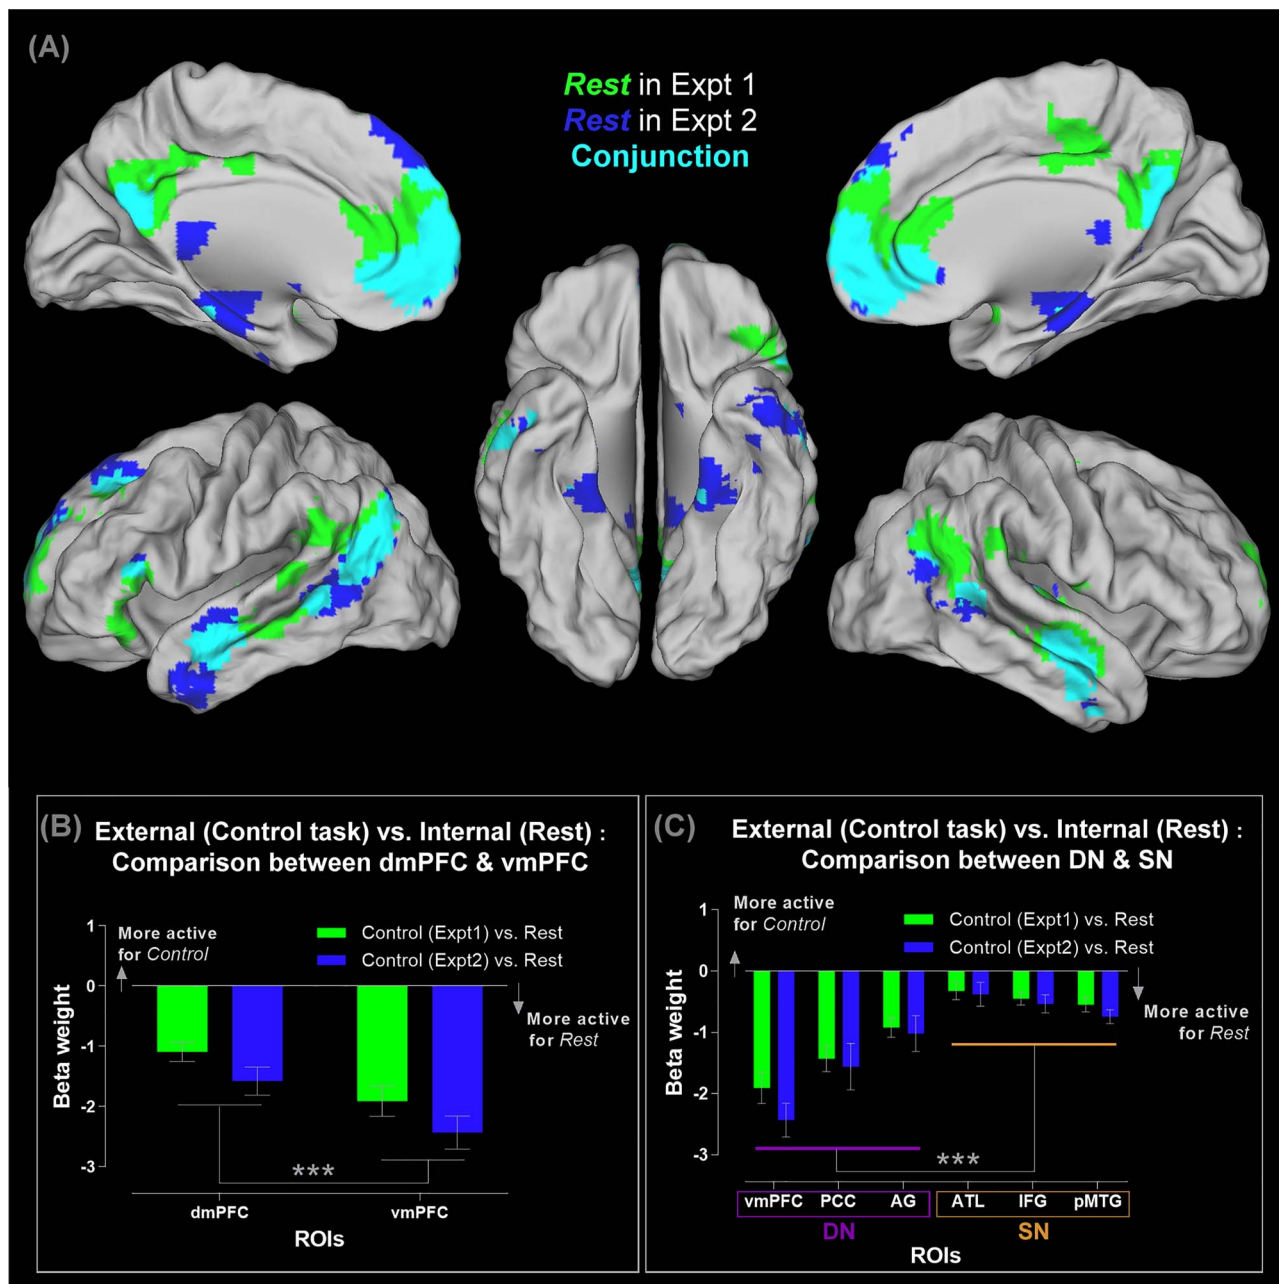 (A)
Rest in Expt 1
Rest in Expt 2
Conjunction
(B)
External (Control task) vs. Internal (Rest) :
Comparison between dmPFC & vmPFC
More active
for Control
Control (Expt1) vs. Rest
Control (Expt2) vs. Rest
More active
for Rest
Beta weight
1
0
-1
-2
-3
***
dmPFC
vmPFC
ROIs
(C)
External (Control task) vs. Internal (Rest) :
Comparison between DN & SN
More active
for Control
Control (Expt1) vs. Rest
Control (Expt2) vs. Rest
More active
for Rest
Beta weight
1
0
-1
-2
-3
***
vmPFC PCC AG ATL IFG pMTG
DN SN
ROIs